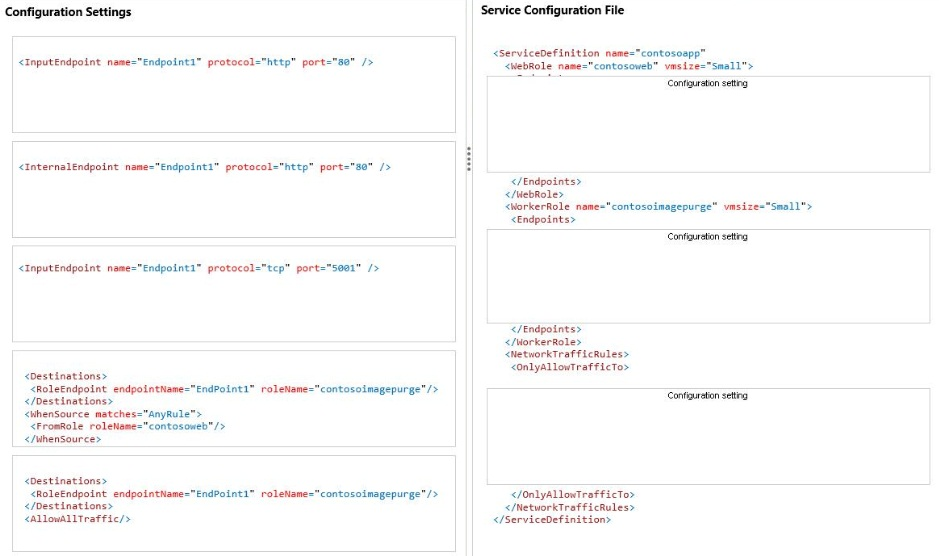 Configuration Settings
<InputEndpoint name="Endpoint1" protocol="http" port="80" />
<InternalEndpoint name="Endpoint1" protocol="http" port="80" />
<InputEndpoint name="Endpoint1" protocol="tcp" port="5001" />
<Destinations>
<RoleEndpoint endpointName="EndPoint1" roleName="contosoimagepurge"/>
</Destinations>
<WhenSource matches="AnyRule">
<FromRole roleName="contosoweb"/>
</WhenSource>
<Destinations>
<RoleEndpoint endpointName="EndPoint1" roleName="contosoimagepurge"/>
</Destinations>
<AllowAllTraffic/>
Service Configuration File
<ServiceDefinition name="contosoapp"
<WebRole name="contosoweb" vmsize="Small">
Configuration setting
</Endpoints>
</WebRole>
<WorkerRole name="contosoimagepurge" vmsize="Small">
<Endpoints>
Configuration setting
</Endpoints>
</WorkerRole>
<NetworkTrafficRules>
<OnlyAllowTrafficTo>
Configuration setting
</OnlyAllowTrafficTo>
</NetworkTrafficRules>
</ServiceDefinition>